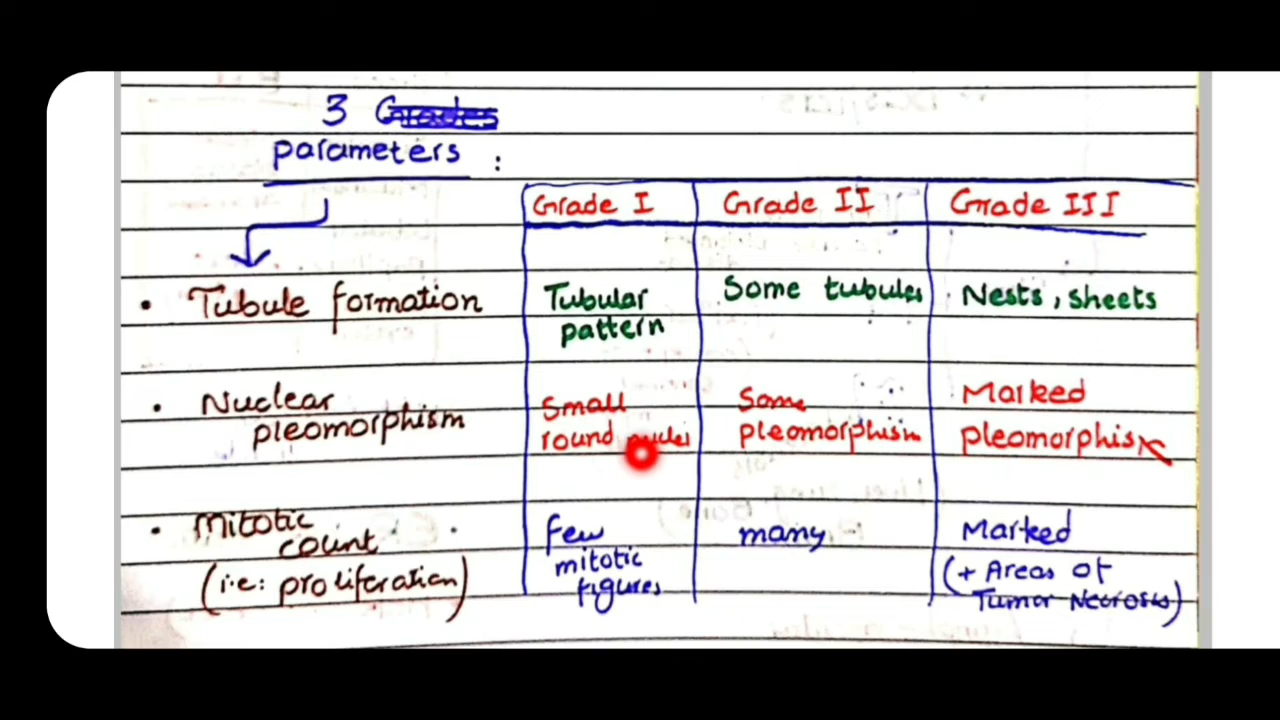 3 Grades
parameters :
Grade I Grade II Grade III
• Tubule formation Tubular pattern Some tubules Nests, sheets
• Nuclear pleomorphism Small round nuclei Some pleomorphism Marked pleomorphism
• Mitotic count (i.e: proliferation) few mitotic figures many Marked (+ Areas of Tumor Necrosis)